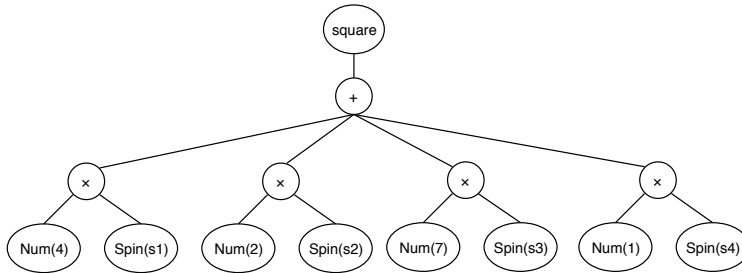 square
+
× × × ×
Num(4) Spin(s1) Num(2) Spin(s2) Num(7) Spin(s3) Num(1) Spin(s4)